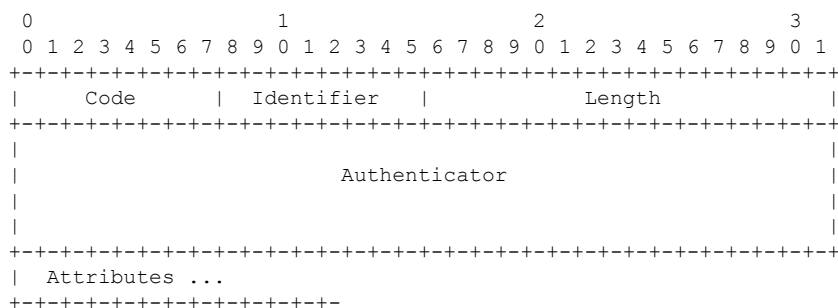 0                   1                   2                   3
 0 1 2 3 4 5 6 7 8 9 0 1 2 3 4 5 6 7 8 9 0 1 2 3 4 5 6 7 8 9 0 1
+-+-+-+-+-+-+-+-+-+-+-+-+-+-+-+-+-+-+-+-+-+-+-+-+-+-+-+-+-+-+-+-+
|     Code      |  Identifier   |            Length             |
+-+-+-+-+-+-+-+-+-+-+-+-+-+-+-+-+-+-+-+-+-+-+-+-+-+-+-+-+-+-+-+-+
|                                                               |
|                         Authenticator                         |
|                                                               |
|                                                               |
+-+-+-+-+-+-+-+-+-+-+-+-+-+-+-+-+-+-+-+-+-+-+-+-+-+-+-+-+-+-+-+-+
|  Attributes ...
+-+-+-+-+-+-+-+-+-+-+-+-+-